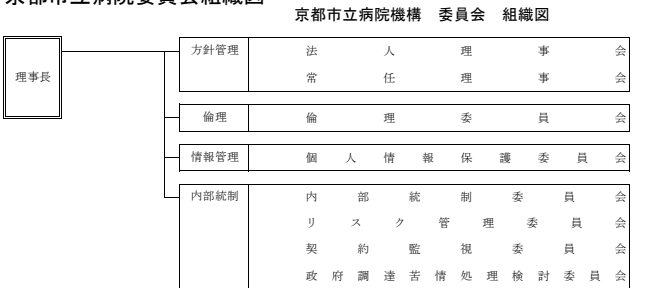 京都市立病院委員会組織図
京都市立病院機構 委員会 組織図
理事長
方針管理
法人理事会
常任理事会
倫理
倫理委員会
情報管理
個人情報保護委員会
内部統制
内部統制委員会
リスク管理委員会
契約監視委員会
政府調達苦情処理検討委員会